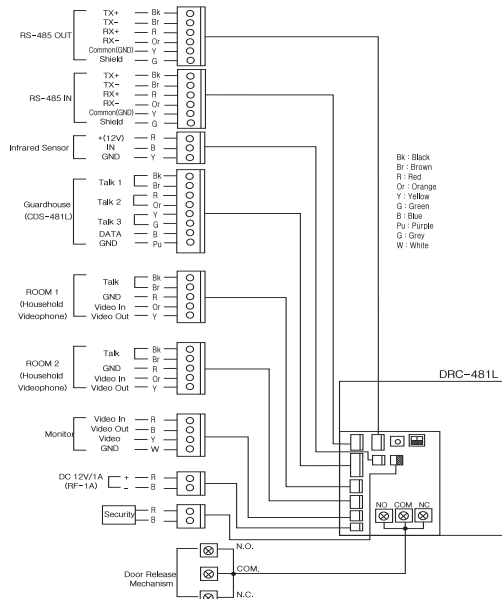 RS-485 OUT
TX+ Bk
TX- Br
RX+ R
RX- Or
Common(GND) Y
Shield G
RS-485 IN
TX+ Bk
TX- Br
RX+ R
RX- Or
Common(GND) Y
Shield G
Infrared Sensor
+(12V) R
IN B
GND Y
Guardhouse
(CDS-481L)
Talk 1 Bk
Br
Talk 2 R
Or
Talk 3 Y
G
DATA B
GND Pu
Bk : Black
Br : Brown
R : Red
Or : Orange
Y : Yellow
G : Green
B : Blue
Pu : Purple
G : Grey
W : White
ROOM 1
(Household
Videophone)
Talk Bk
Br
GND R
Video In Or
Video Out Y
ROOM 2
(Household
Videophone)
Talk Bk
Br
GND R
Video In Or
Video Out Y
DRC-481L
Monitor
Video In R
Video Out B
Video Y
GND W
DC 12V/1A
(RF-1A)
+ R
- B
Security R
B
NO COM NC
Door Release
Mechanism
N.O.
COM.
N.C.